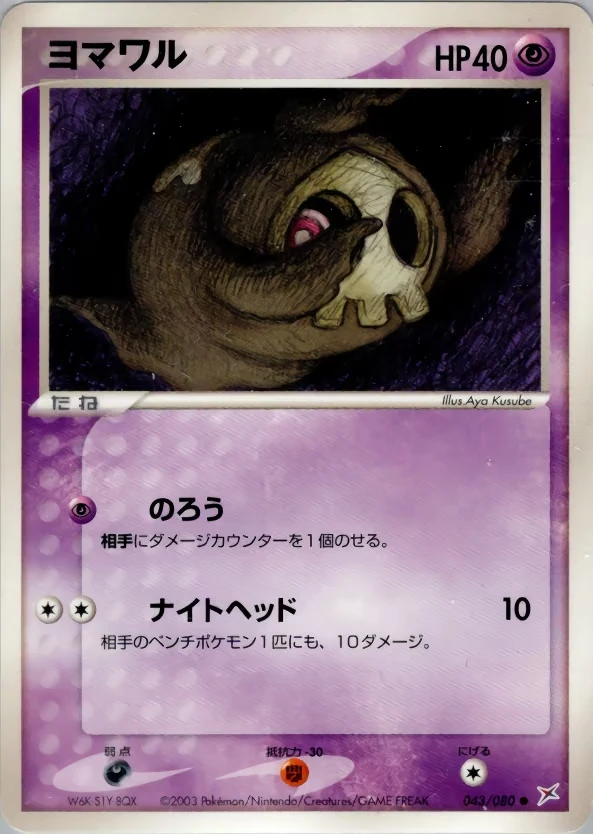 ヨマワル HP40
たね Illus.Aya Kusube
のろう
相手にダメージカウンターを1個のせる。
ナイトヘッド 10
相手のベンチポケモン1匹にも、10ダメージ。
弱点 抵抗力-30 にげる
W6K S1Y 8QX ©2003 Pokémon/Nintendo/Creatures/GAME FREAK 043/080